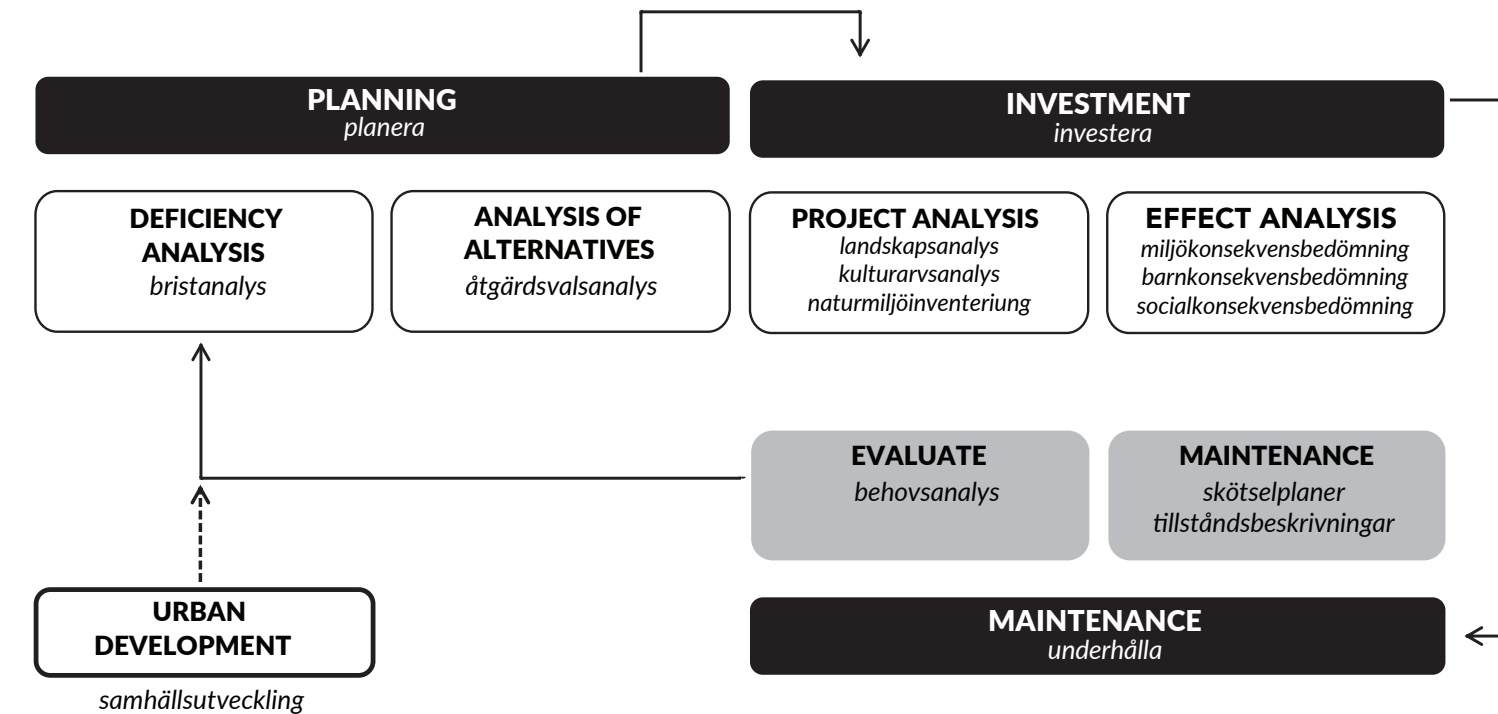 PLANNING
planera
INVESTMENT
investera
DEFICIENCY
ANALYSIS
bristanalys
ANALYSIS OF
ALTERNATIVES
åtgärdsvalsanalys
PROJECT ANALYSIS
landskapsanalys
kulturarvsanalys
naturmiljöinventeriung
EFFECT ANALYSIS
miljökonsekvensbedömning
barnkonsekvensbedömning
socialkonsekvensbedömning
EVALUATE
behovsanalys
MAINTENANCE
skötselplaner
tillståndsbeskrivningar
URBAN
DEVELOPMENT
samhällsutveckling
MAINTENANCE
underhålla